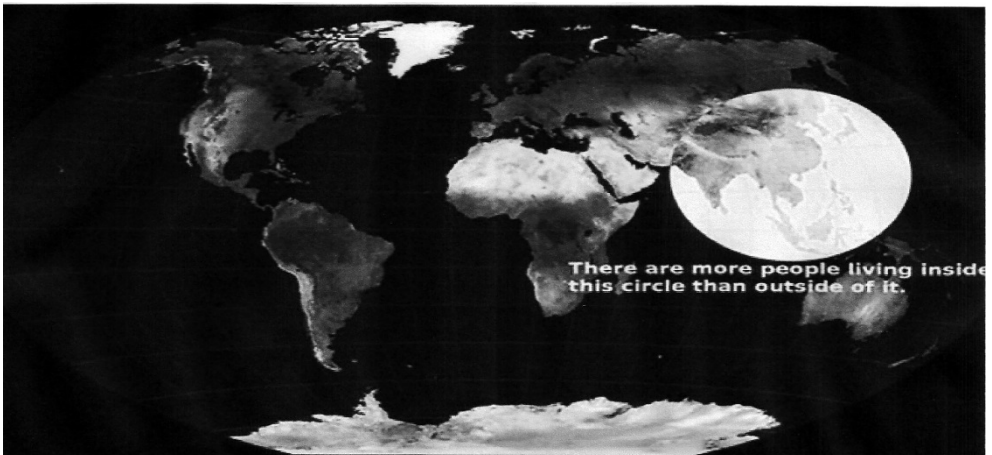 There are more people living inside
this circle than outside of it.